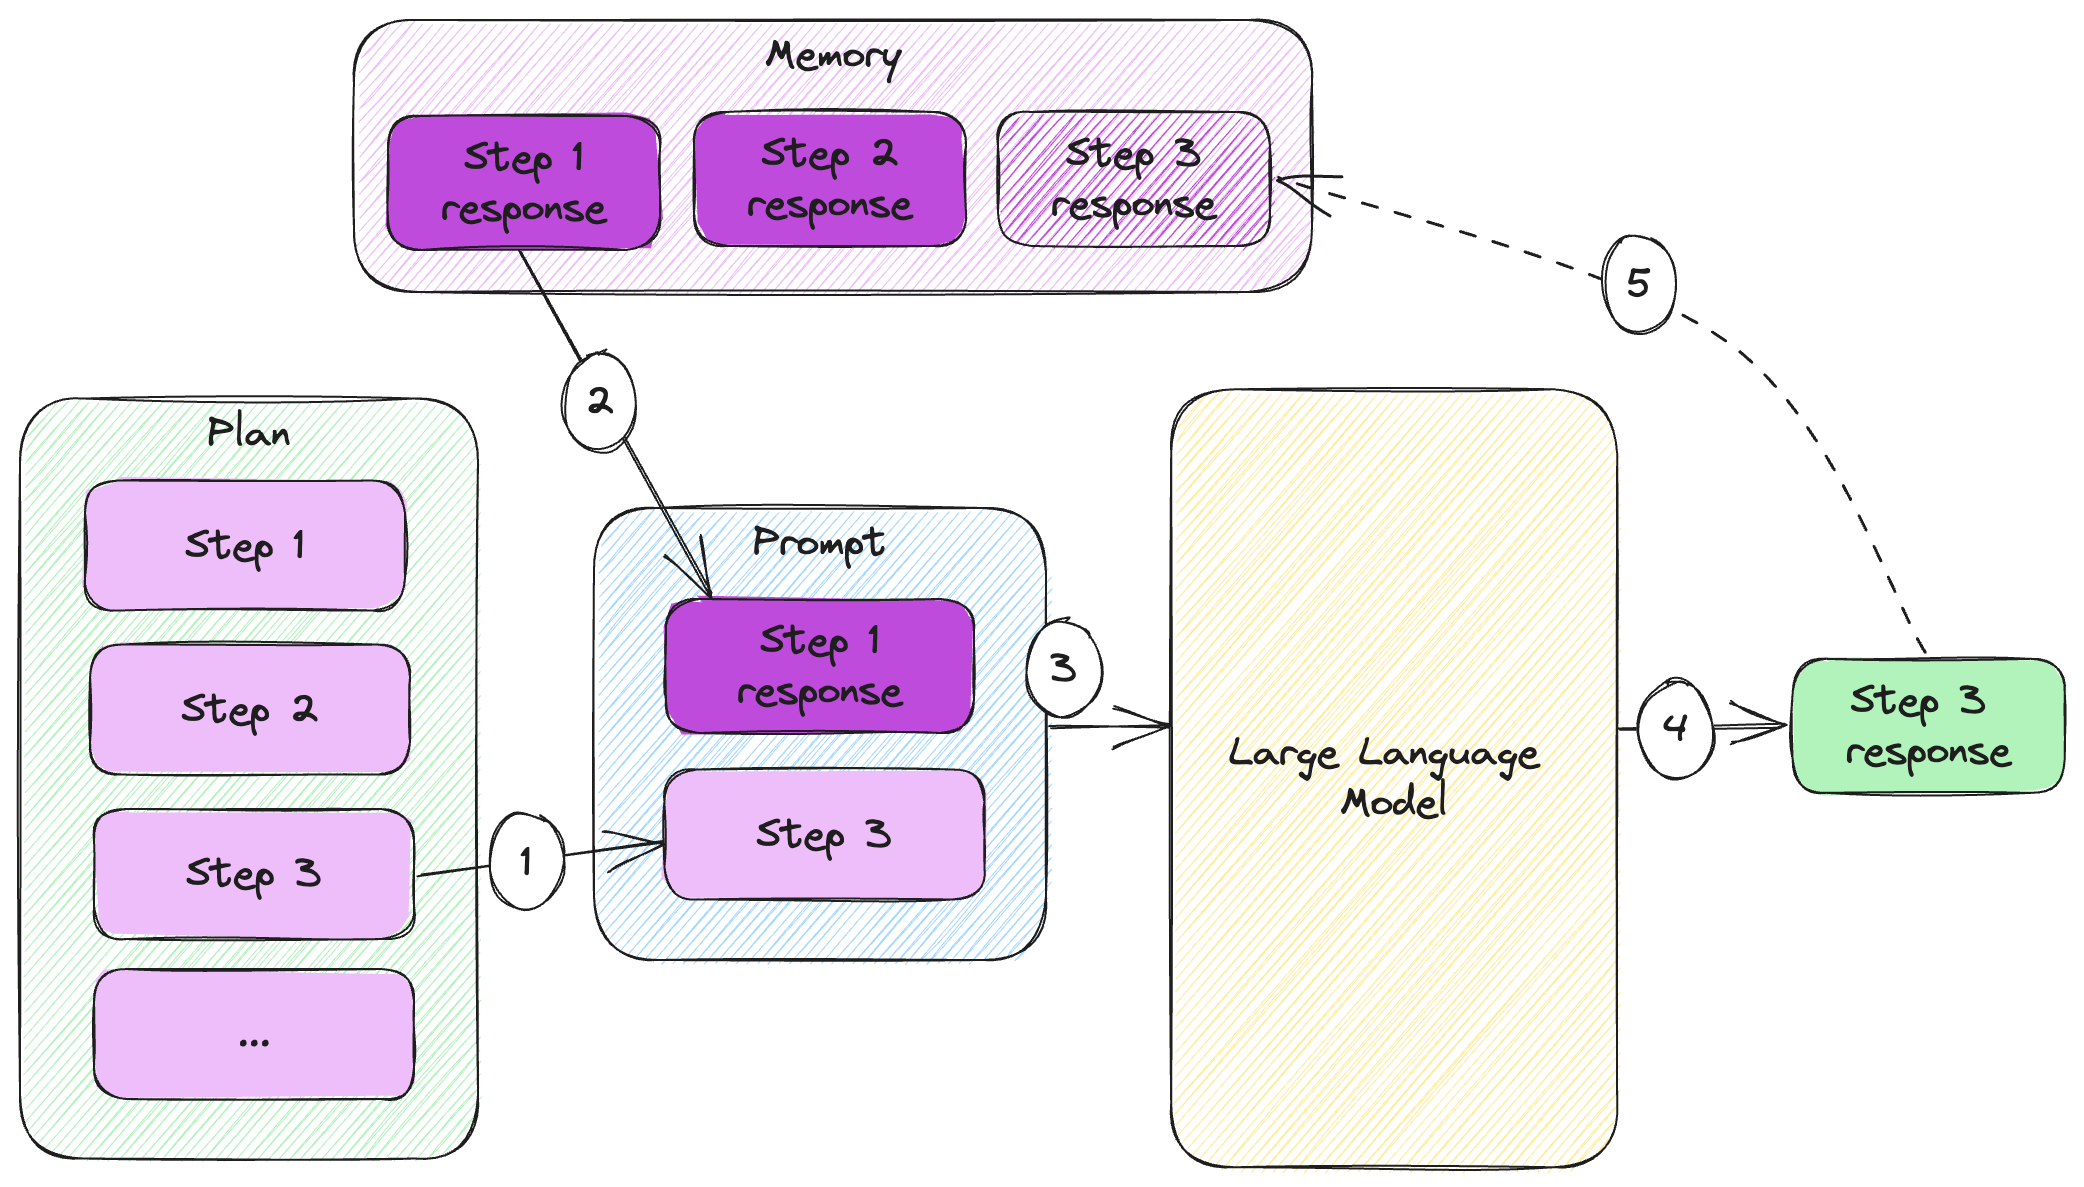 Memory
Step 1
response
Step 2
response
Step 3
response
5
2
Plan
Step 1
Step 2
Step 3
...
1
Prompt
Step 1
response
Step 3
3
Large Language
Model
4
Step 3
response